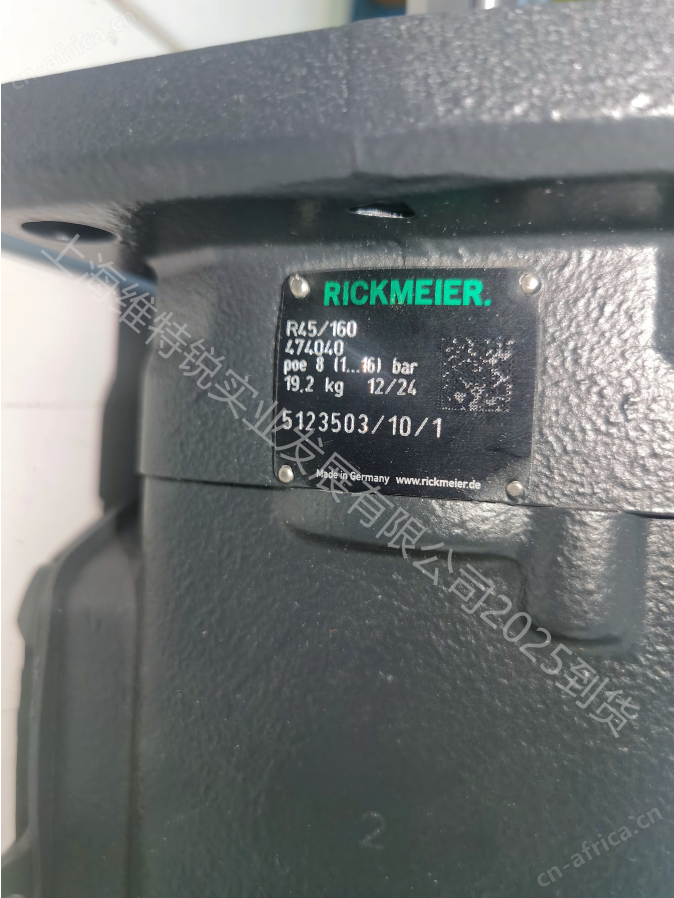 RICKMEIER.
R45/160
474040
poe 8 (1...16) bar
19,2 kg 12/24
5123503/10/1
Made in Germany www.rickmeier.de
上海维特锐实业发展有限公司2025到货
2
cn-africa.cn
cn-africa.cn